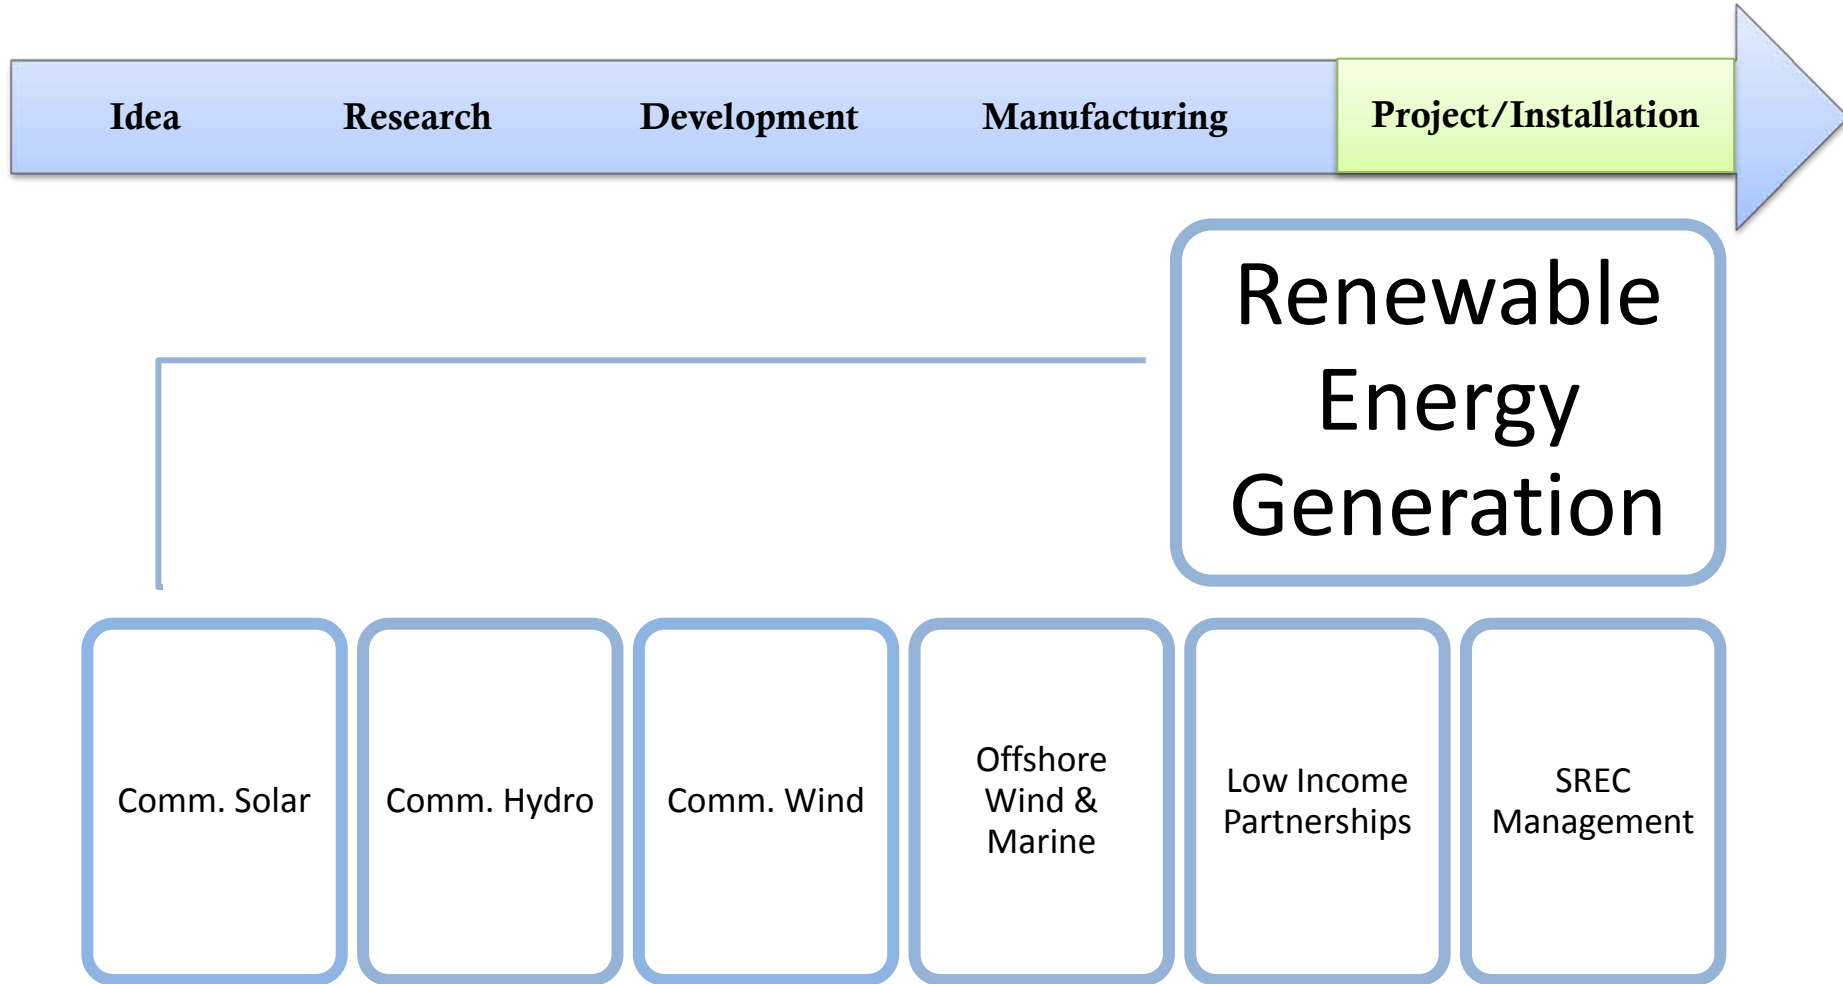 Idea Research Development Manufacturing Project/Installation
Renewable
Energy
Generation
Comm. Solar
Comm. Hydro
Comm. Wind
Offshore
Wind &
Marine
Low Income
Partnerships
SREC
Management